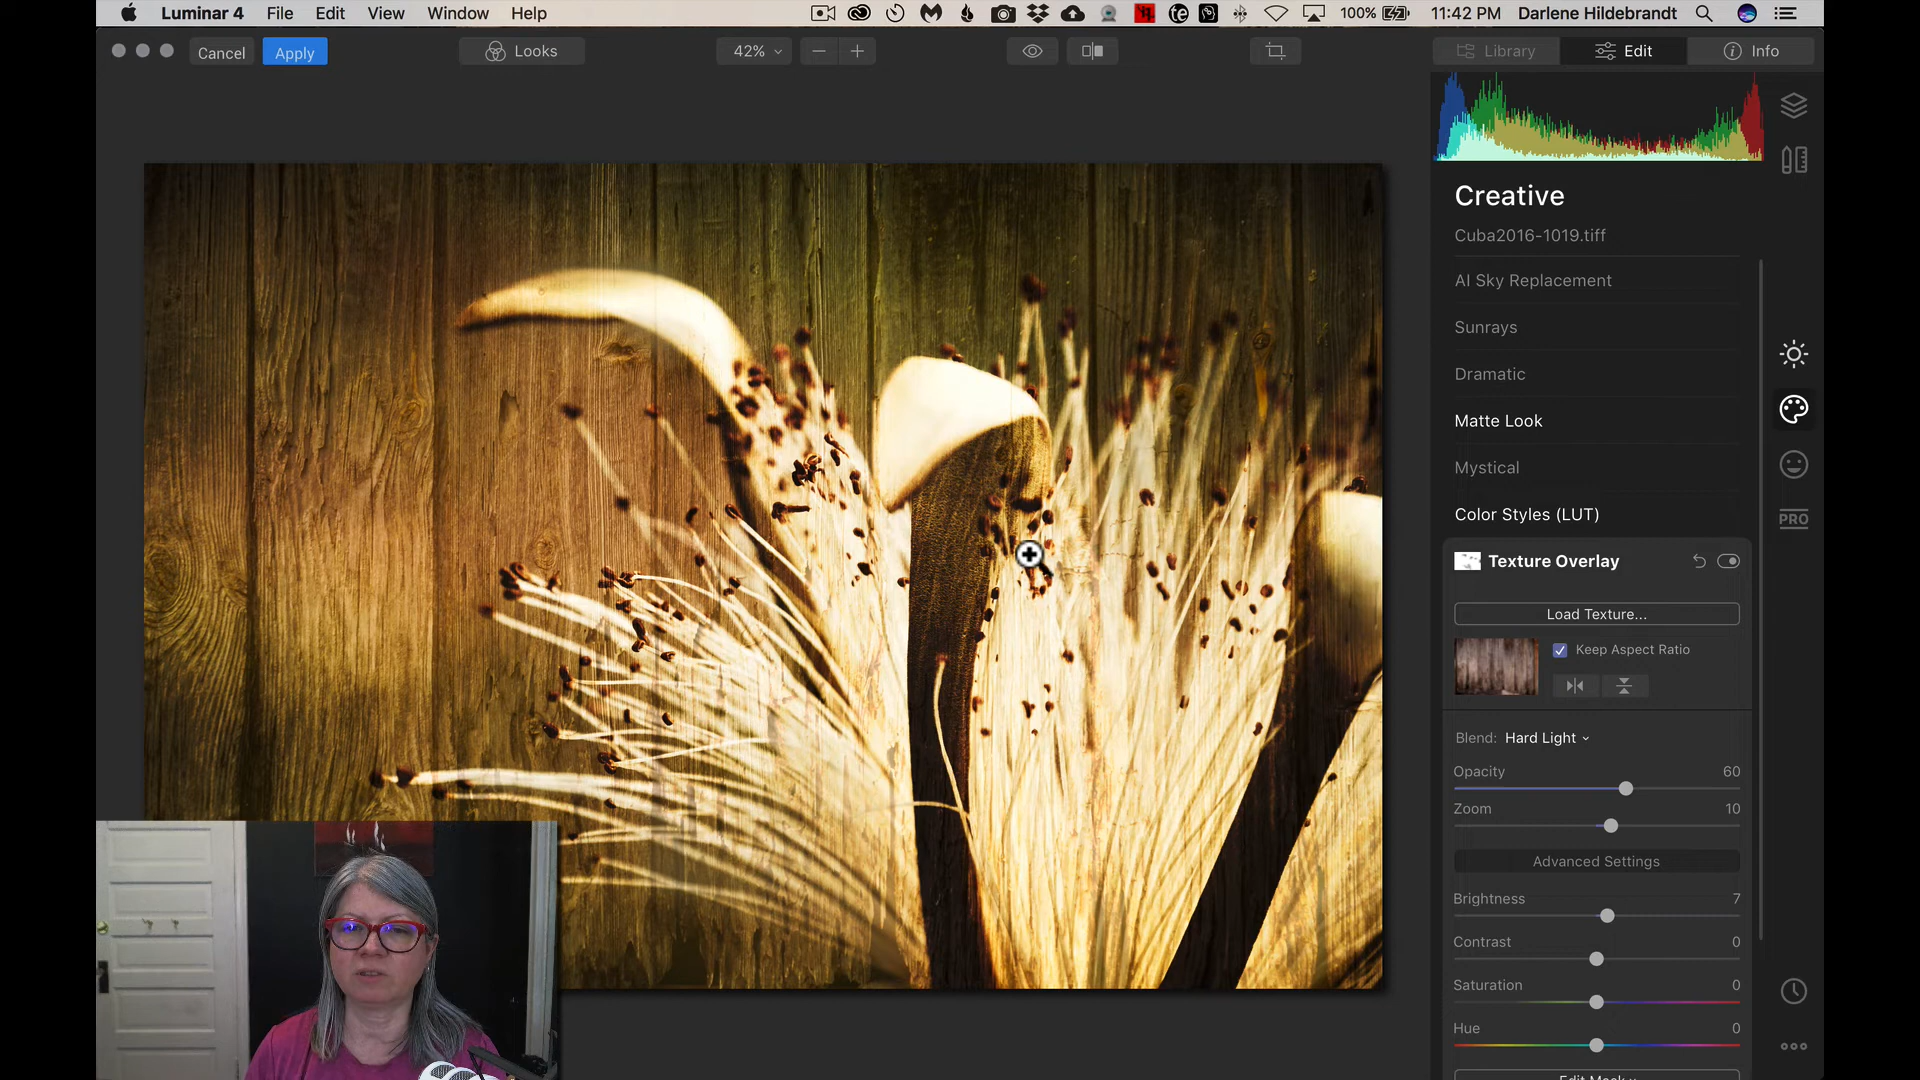 Luminar 4 File Edit View Window Help te 100% 11:42 PM Darlene Hildebrandt
Cancel Apply Looks 42% Library Edit Info
Creative
Cuba2016-1019.tiff
AI Sky Replacement
Sunrays
Dramatic
Matte Look
Mystical
PRO
Color Styles (LUT)
Texture Overlay
Load Texture...
Keep Aspect Ratio
Blend: Hard Light
Opacity 60
Zoom 10
Advanced Settings
Brightness 7
Contrast 0
Saturation 0
Hue 0
Edit Mask